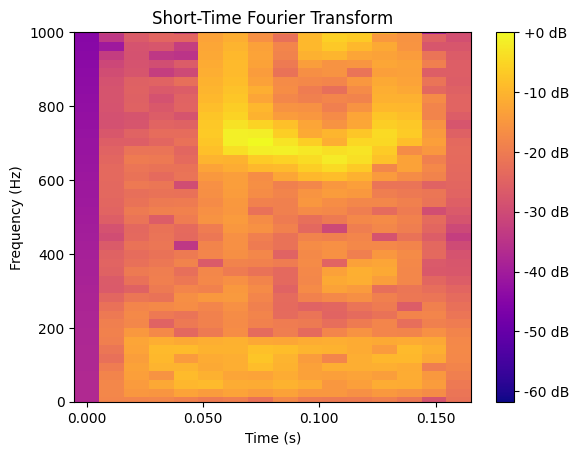 Short-Time Fourier Transform
1000
800
600
400
200
0
Frequency (Hz)
0.000
0.050
0.100
0.150
Time (s)
+0 dB
-10 dB
-20 dB
-30 dB
-40 dB
-50 dB
-60 dB